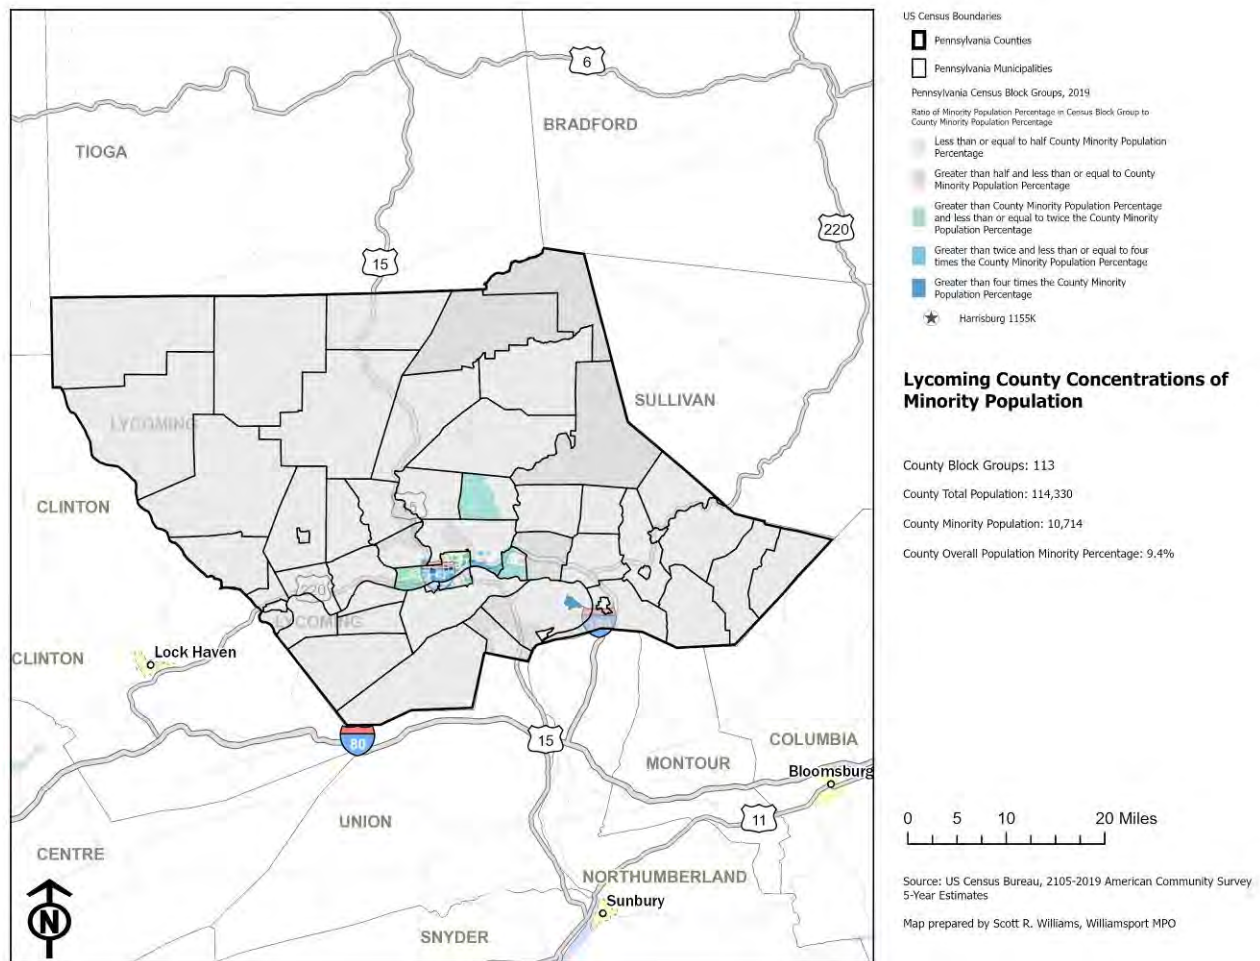 6
BRADFORD
TIOGA
220
15
SULLIVAN
LYCOMING
CLINTON
15
220
LYCOMING
CLINTON
Lock Haven
80
15
COLUMBIA
MONTOUR
Bloomsburg
11
UNION
CENTRE
NORTHUMBERLAND
Sunbury
SNYDER
N
US Census Boundaries
Pennsylvania Counties
Pennsylvania Municipalities
Pennsylvania Census Block Groups, 2019
Ratio of Minority Population Percentage in Census Block Group to
County Minority Population Percentage
Less than or equal to half County Minority Population
Percentage
Greater than half and less than or equal to County
Minority Population Percentage
Greater than County Minority Population Percentage
and less than or equal to twice the County Minority
Population Percentage
Greater than twice and less than or equal to four
times the County Minority Population Percentage
Greater than four times the County Minority
Population Percentage
Harrisburg 1155K
Lycoming County Concentrations of
Minority Population
County Block Groups: 113
County Total Population: 114,330
County Minority Population: 10,714
County Overall Population Minority Percentage: 9.4%
0 5 10 20 Miles
Source: US Census Bureau, 2105-2019 American Community Survey
5-Year Estimates
Map prepared by Scott R. Williams, Williamsport MPO